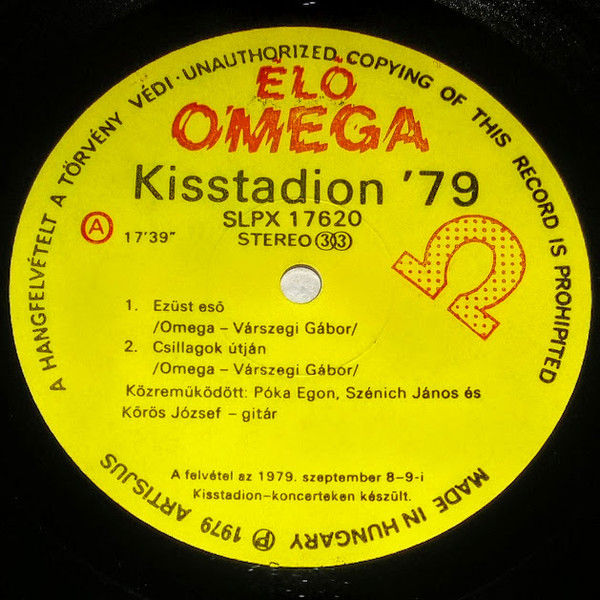 A HANGFELVÉTELT A TÖRVÉNY VÉDI · UNAUTHORIZED COPYING OF THIS RECORD IS PROHIPITED
ÉLŐ
OMEGA
Kisstadion '79
SLPX 17620
A 17'39"
STEREO 33
1. Ezüst eső
/Omega – Várszegi Gábor/
2. Csillagok útján
/Omega – Várszegi Gábor/
Közreműködött: Póka Egon, Szénich János és
Kőrös József – gitár
A felvétel az 1979. szeptember 8–9-i
Kisstadion–koncerteken készült.
MADE IN HUNGARY Ⓟ 1979 ARTISJUS